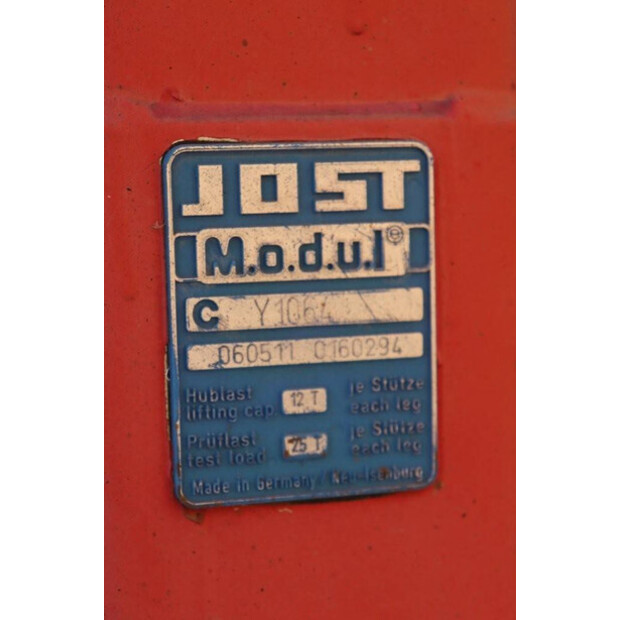 JOST
M.o.d.u.l ®
C Y1064
060511 0160294
Hublast 12 T je Stütze
lifting cap. each leg
Prüflast 25 T je Stütze
test load each leg
Made in Germany / Neu-Isenburg